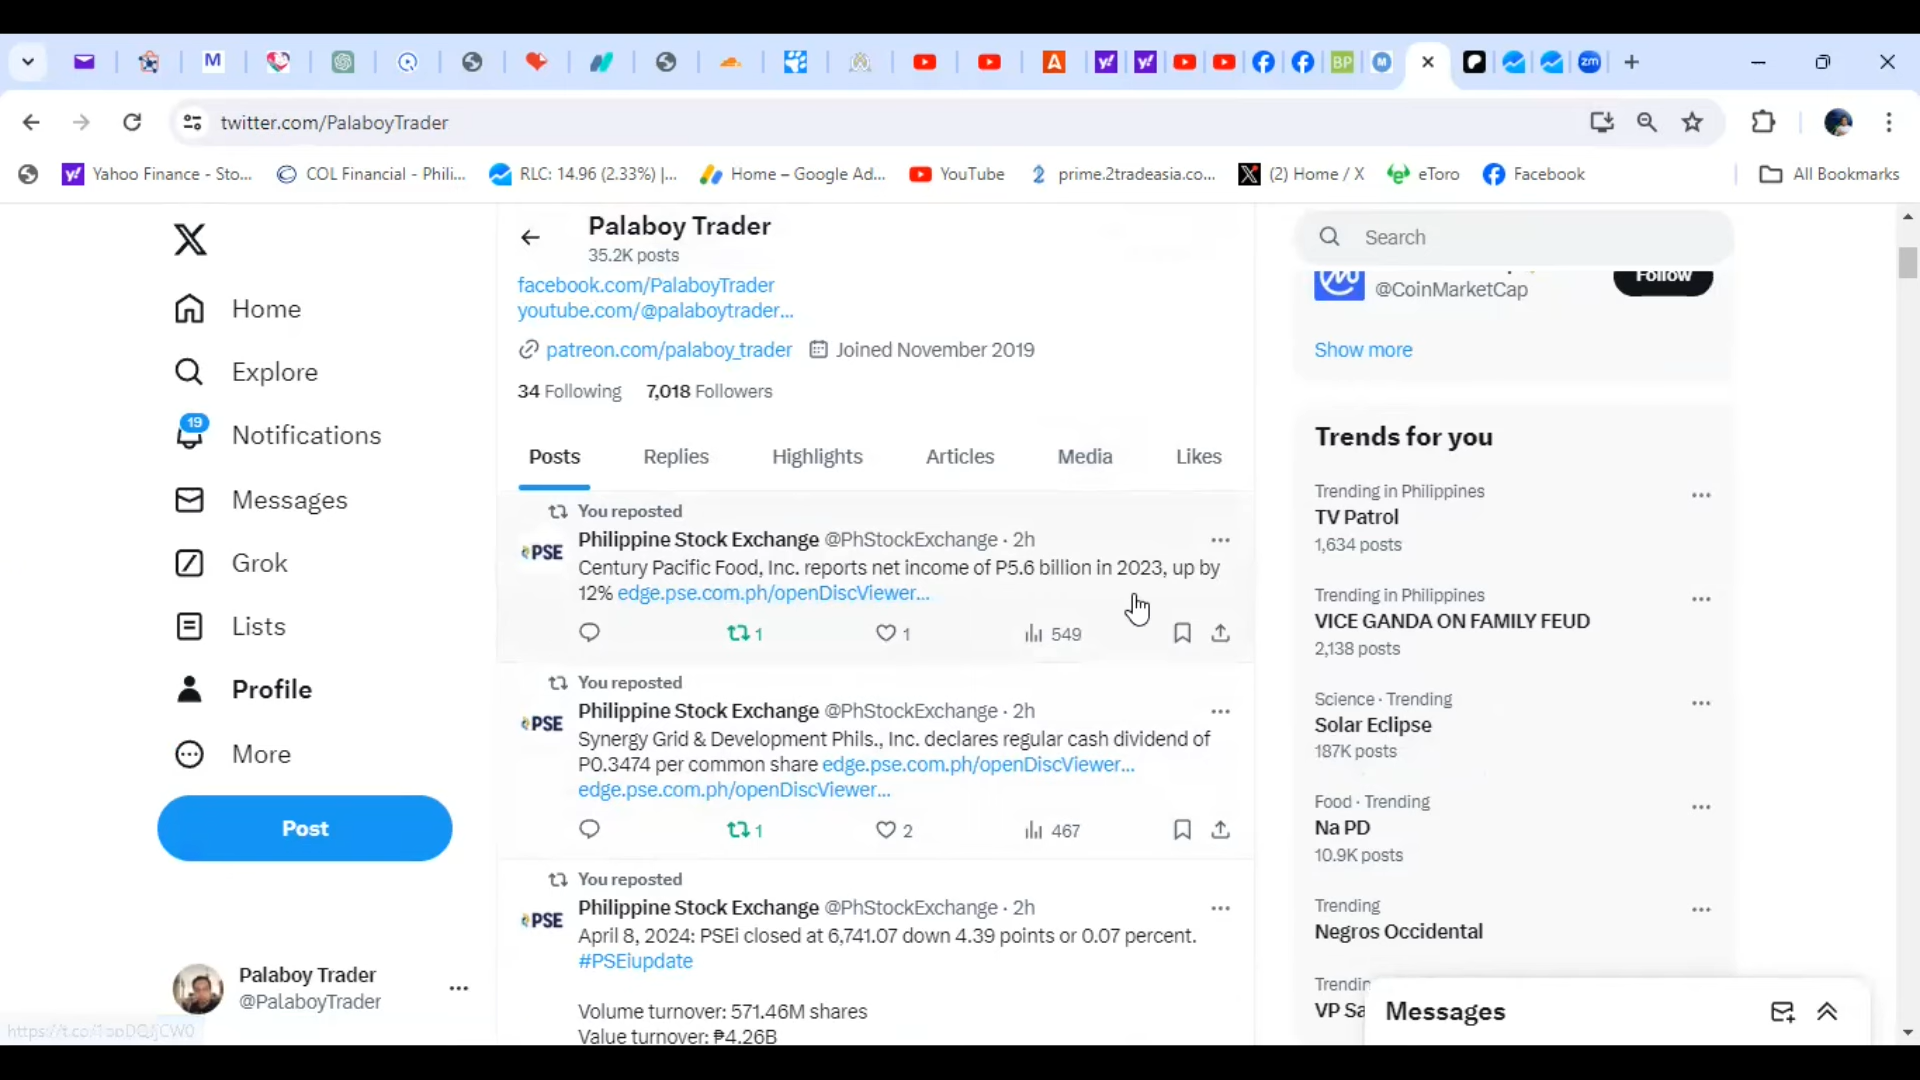 twitter.com/PalaboyTrader
Yahoo Finance - Sto...
COL Financial - Phili...
RLC: 14.96 (2.33%) |...
Home – Google Ad...
YouTube
prime.2tradeasia.co...
(2) Home / X
eToro
Facebook
All Bookmarks
Home
Explore
19
Notifications
Messages
Grok
Lists
Profile
More
Post
Palaboy Trader
@PalaboyTrader
Palaboy Trader
35.2K posts
facebook.com/PalaboyTrader
youtube.com/@palaboytrader...
patreon.com/palaboy_trader Joined November 2019
34 Following 7,018 Followers
Posts Replies Highlights Articles Media Likes
You reposted
PSE
Philippine Stock Exchange @PhStockExchange · 2h
Century Pacific Food, Inc. reports net income of P5.6 billion in 2023, up by
12% edge.pse.com.ph/openDiscViewer...
1 1 549
You reposted
PSE
Philippine Stock Exchange @PhStockExchange · 2h
Synergy Grid & Development Phils., Inc. declares regular cash dividend of
P0.3474 per common share edge.pse.com.ph/openDiscViewer...
edge.pse.com.ph/openDiscViewer...
1 2 467
You reposted
PSE
Philippine Stock Exchange @PhStockExchange · 2h
April 8, 2024: PSEi closed at 6,741.07 down 4.39 points or 0.07 percent.
#PSEiupdate
Volume turnover: 571.46M shares
Value turnover: ₱4.26B
Search
@CoinMarketCap
Follow
Show more
Trends for you
Trending in Philippines
TV Patrol
1,634 posts
Trending in Philippines
VICE GANDA ON FAMILY FEUD
2,138 posts
Science · Trending
Solar Eclipse
187K posts
Food · Trending
Na PD
10.9K posts
Trending
Negros Occidental
Trendin
VP Sa
Messages